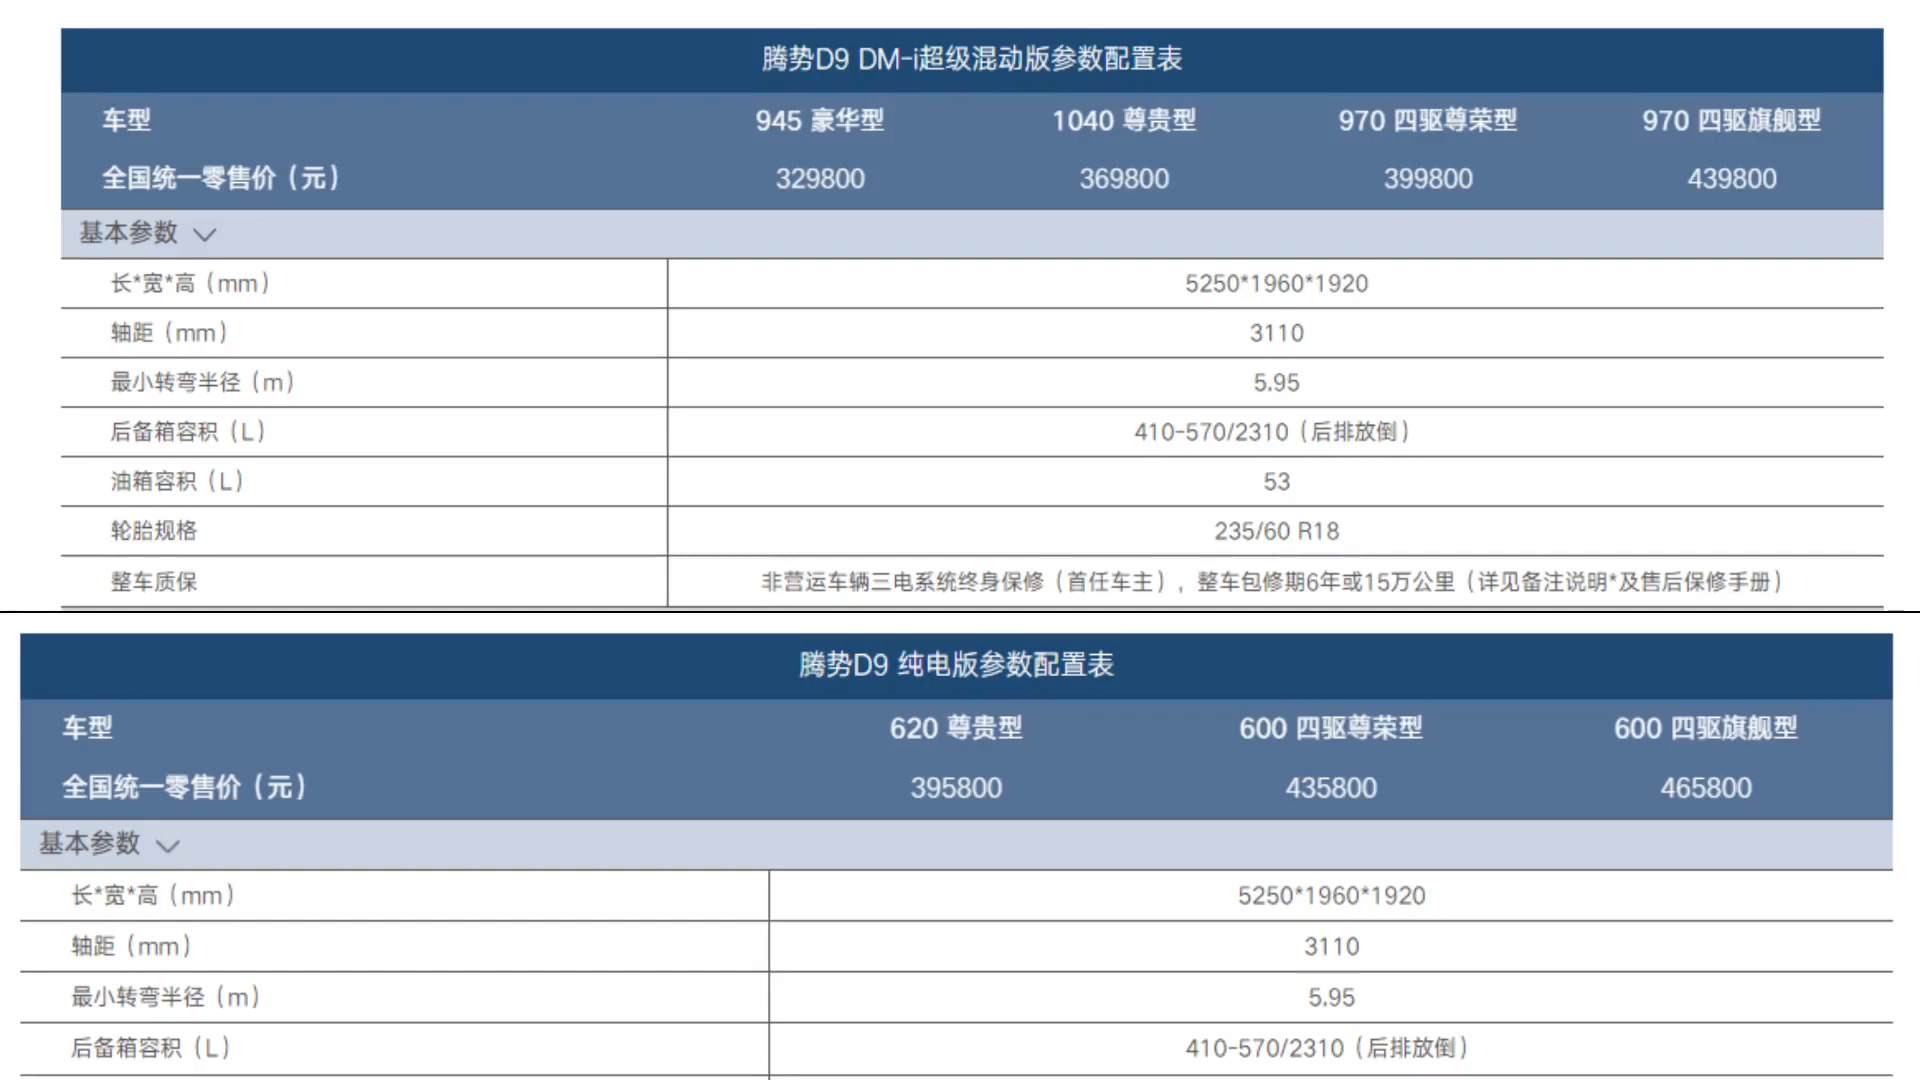 腾势D9 DM-i超级混动版参数配置表
车型 945 豪华型 1040 尊贵型 970 四驱尊荣型 970 四驱旗舰型
全国统一零售价（元） 329800 369800 399800 439800
基本参数
长*宽*高（mm） 5250*1960*1920
轴距（mm） 3110
最小转弯半径（m） 5.95
后备箱容积（L） 410-570/2310（后排放倒）
油箱容积（L） 53
轮胎规格 235/60 R18
整车质保 非营运车辆三电系统终身保修（首任车主），整车包修期6年或15万公里（详见备注说明*及售后保修手册）
腾势D9 纯电版参数配置表
车型 620 尊贵型 600 四驱尊荣型 600 四驱旗舰型
全国统一零售价（元） 395800 435800 465800
基本参数
长*宽*高（mm） 5250*1960*1920
轴距（mm） 3110
最小转弯半径（m） 5.95
后备箱容积（L） 410-570/2310（后排放倒）